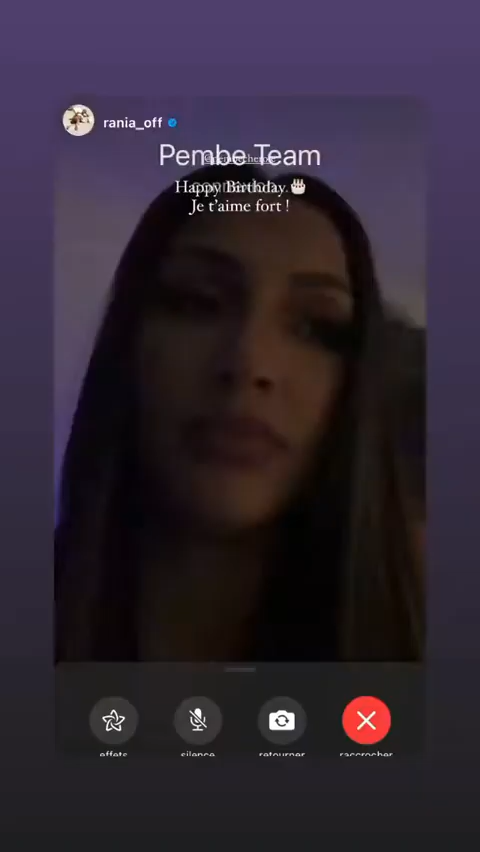 rania_off
Pembe Team
Happy Birthday 🎂
Je t'aime fort !
effets
silence
retourner
raccrocher